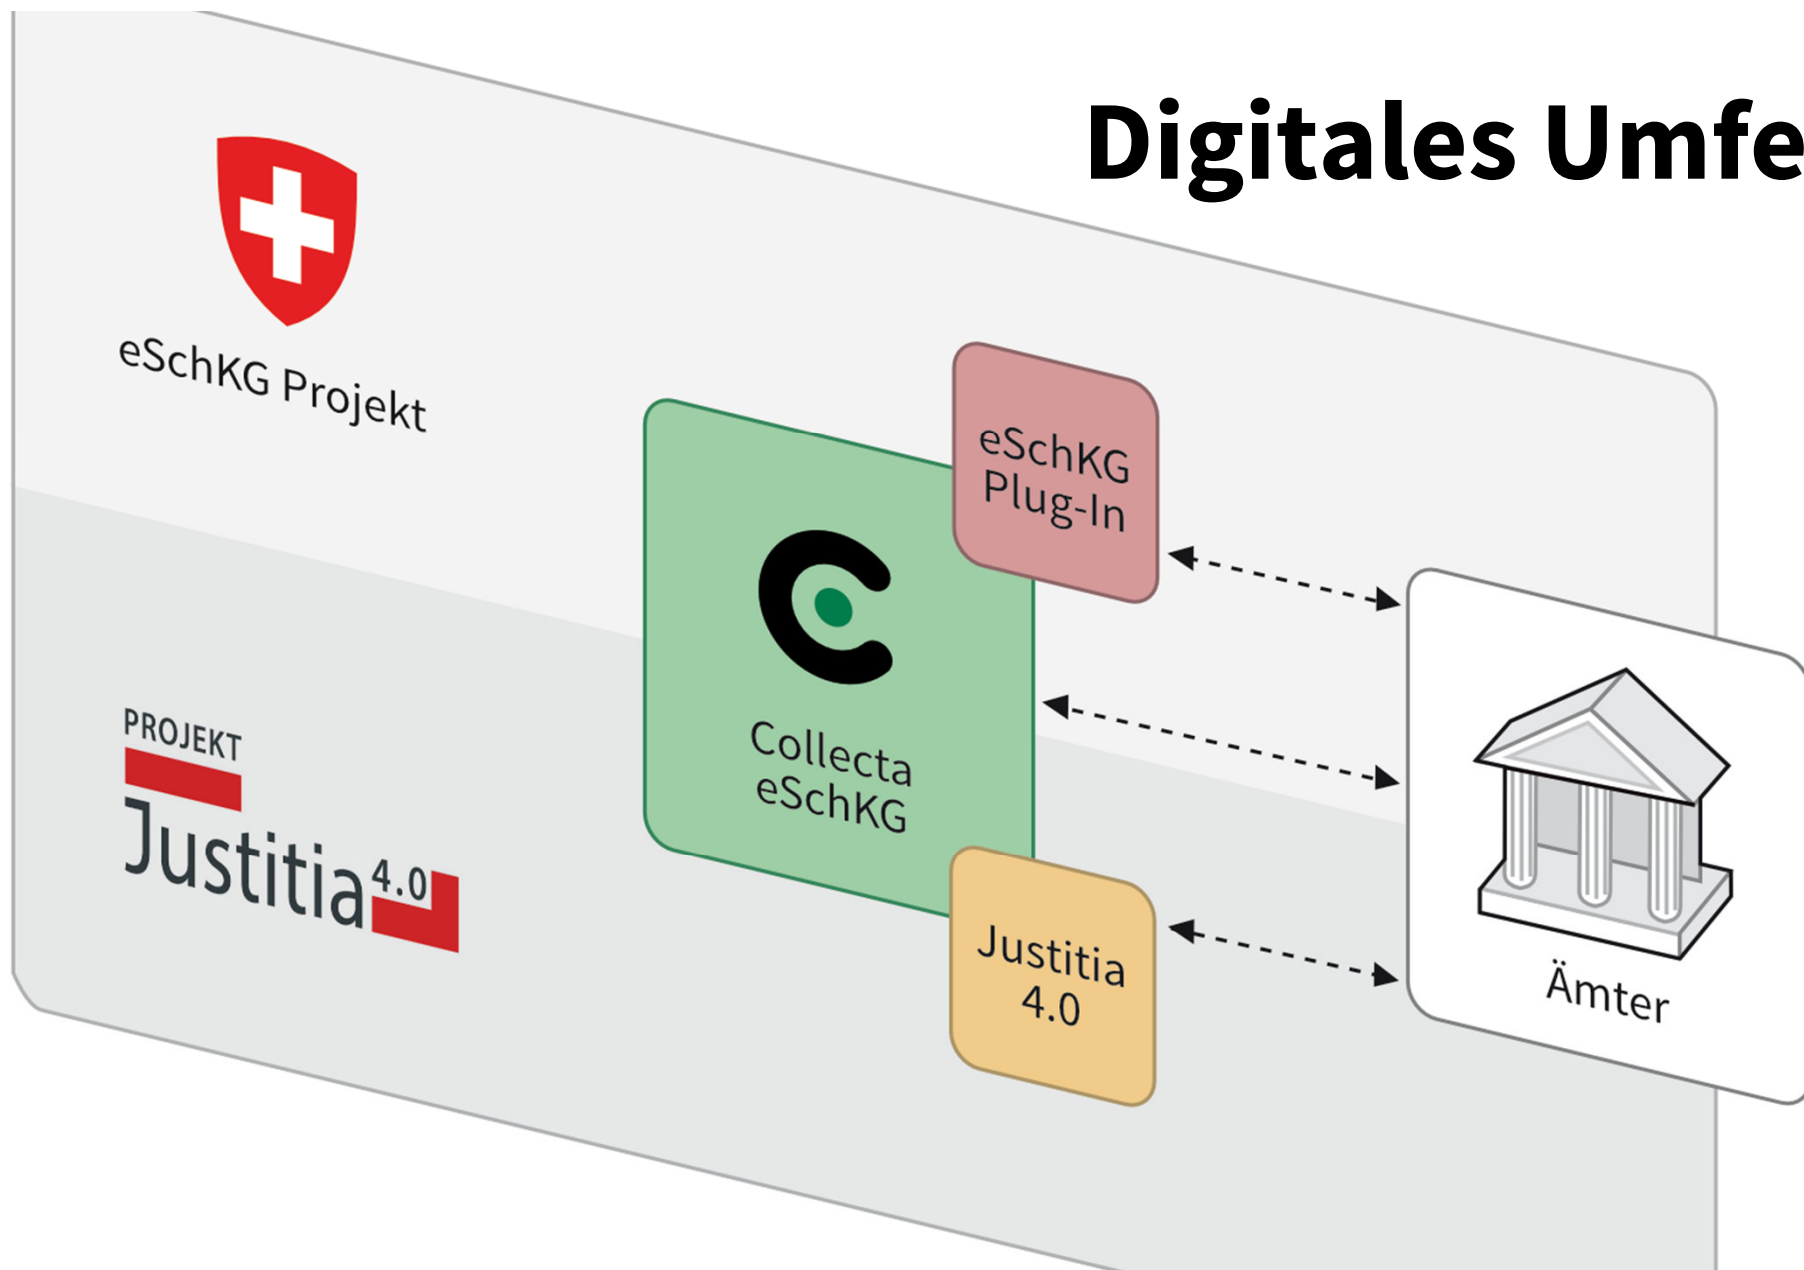 Digitales Umfe
eSchKG Projekt
eSchKG
Plug-In
Collecta
eSchKG
PROJEKT
Justitia 4.0
Justitia
4.0
Ämter